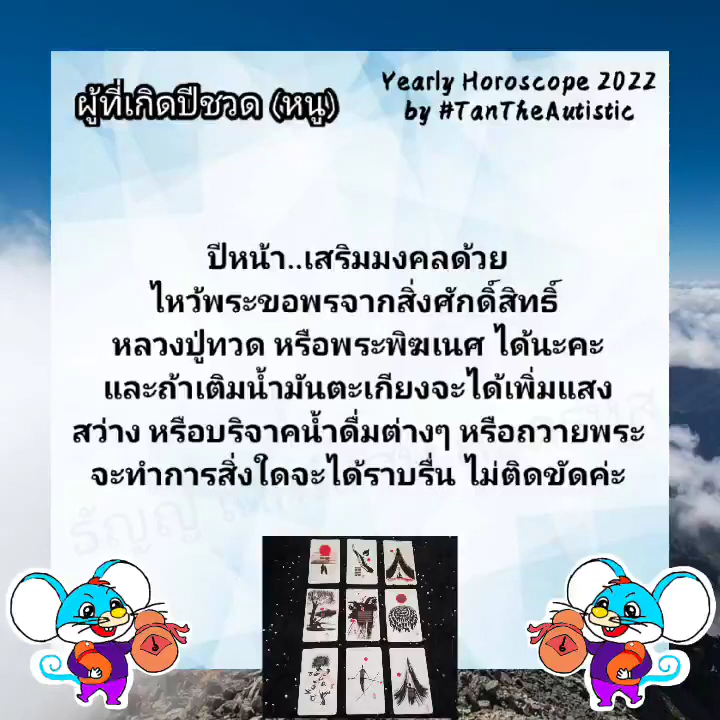 ผู้ที่เกิดปีชวด (หนู)
Yearly Horoscope 2022
by #TanTheAutistic
ปีหน้า..เสริมมงคลด้วย
ไหว้พระขอพรจากสิ่งศักดิ์สิทธิ์
หลวงปู่ทวด หรือพระพิฆเนศ ได้นะคะ
และถ้าเติมน้ำมันตะเกียงจะได้เพิ่มแสง
สว่าง หรือบริจาคน้ำดื่มต่างๆ หรือถวายพระ
จะทำการสิ่งใดจะได้ราบรื่น ไม่ติดขัดค่ะ